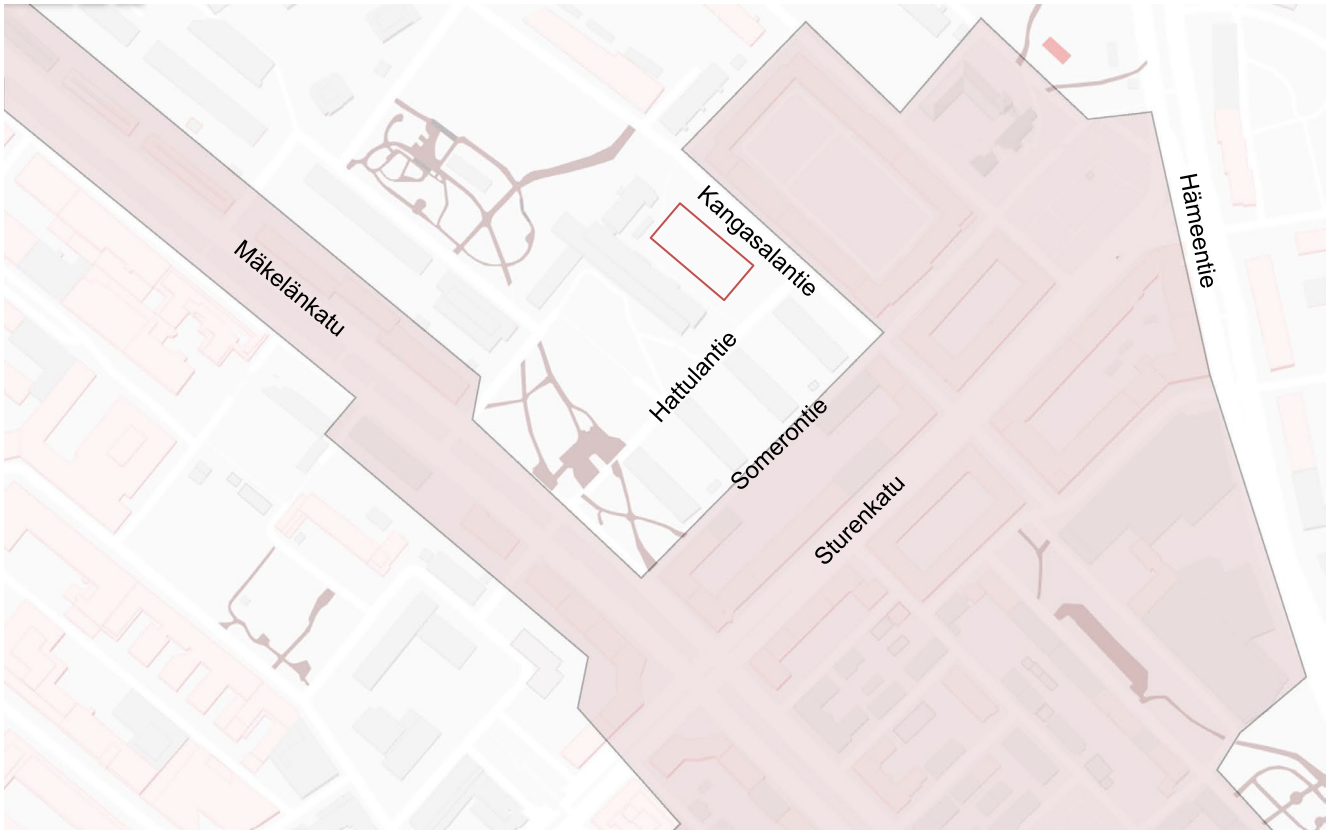 Hämeentie
Kangasalantie
Mäkelänkatu
Hattulantie
Somerontie
Sturenkatu